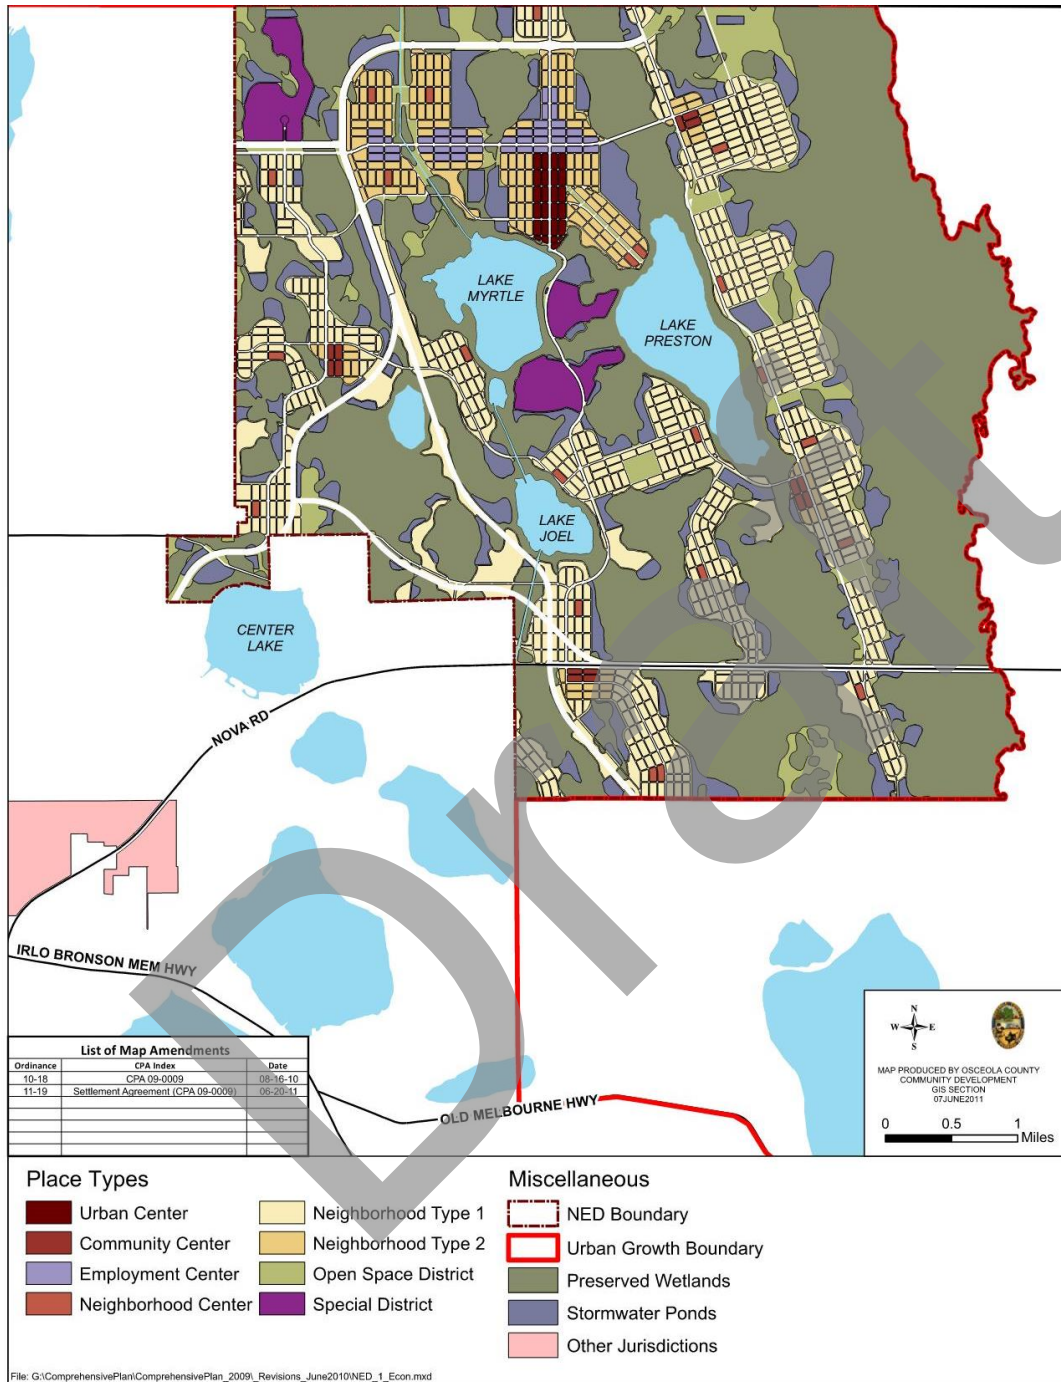 LAKE
MYRTLE
LAKE
PRESTON
LAKE
JOEL
CENTER
LAKE
NOVA RD
IRLO BRONSON MEM HWY
OLD MELBOURNE HWY
Draft
List of Map Amendments
Ordinance CPA Index Date
10-18 CPA 09-0009 08-16-10
11-19 Settlement Agreement (CPA 09-0009) 06-20-11
N
W E
S
MAP PRODUCED BY OSCEOLA COUNTY
COMMUNITY DEVELOPMENT
GIS SECTION
07JUNE2011
0 0.5 1
Miles
Place Types
Urban Center
Community Center
Employment Center
Neighborhood Center
Neighborhood Type 1
Neighborhood Type 2
Open Space District
Special District
Miscellaneous
NED Boundary
Urban Growth Boundary
Preserved Wetlands
Stormwater Ponds
Other Jurisdictions
File: G:\ComprehensivePlan\ComprehensivePlan_2009\_Revisions_June2010\NED_1_Econ.mxd